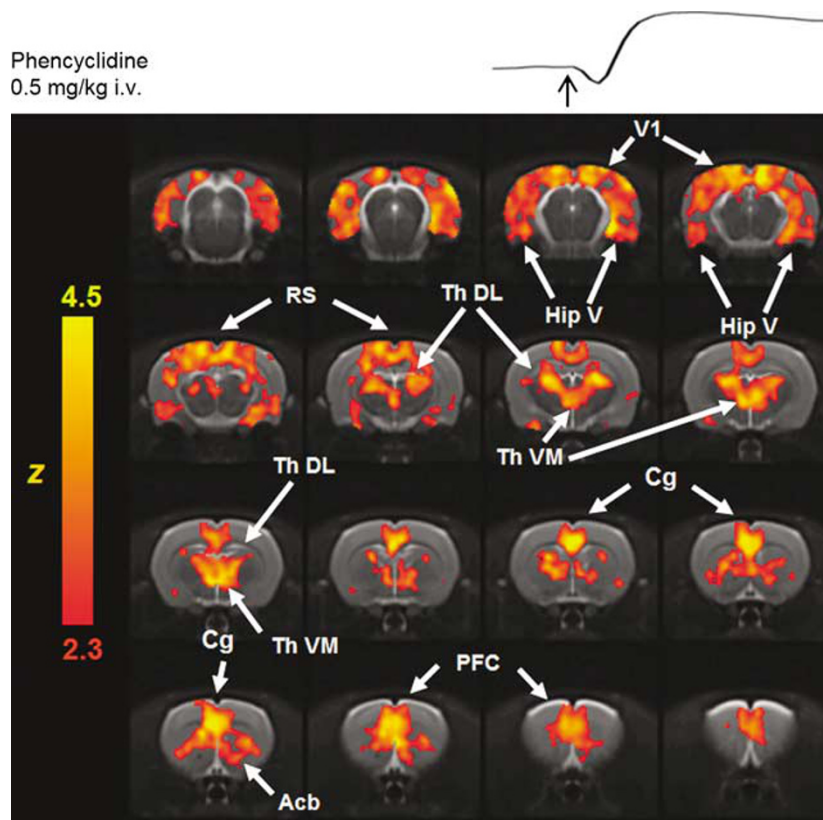 Phencyclidine
0.5 mg/kg i.v.
V1
4.5
RS
Th DL
Hip V
Hip V
Th VM
z
Th DL
Cg
2.3
Cg
Th VM
PFC
Acb